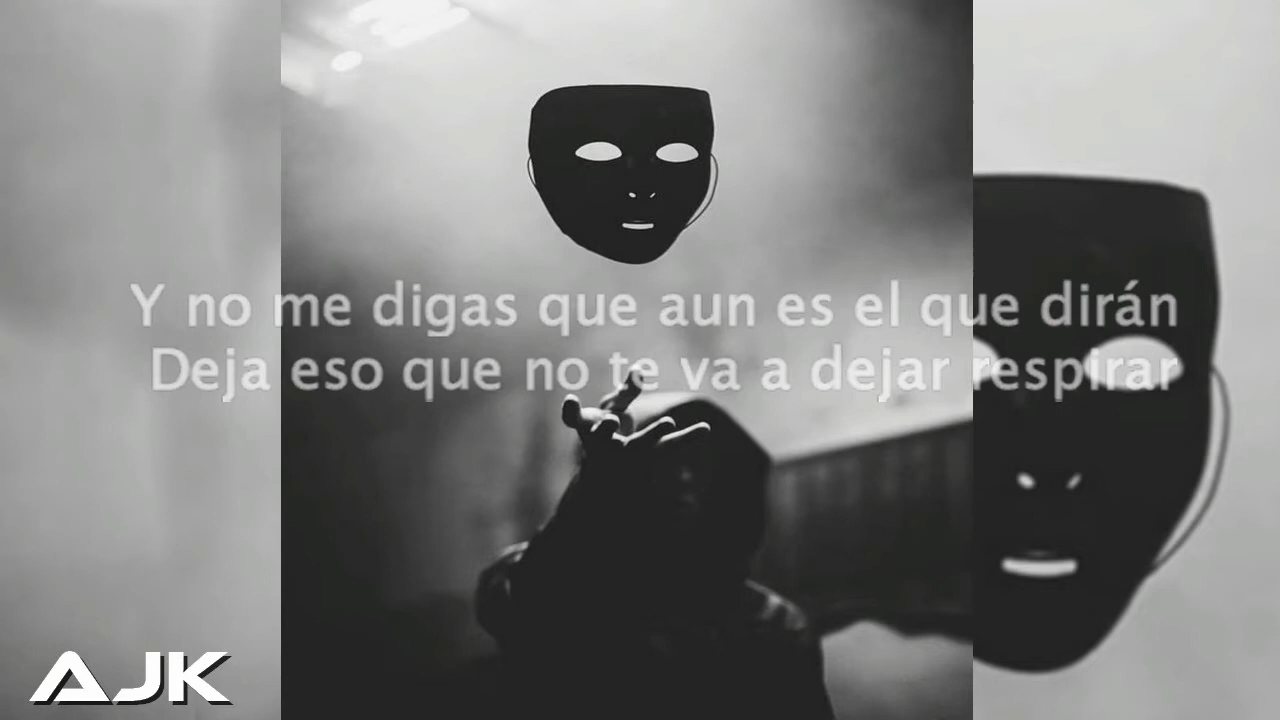 Y no me digas que aun es el que dirán
Deja eso que no te va a dejar respirar
AJK